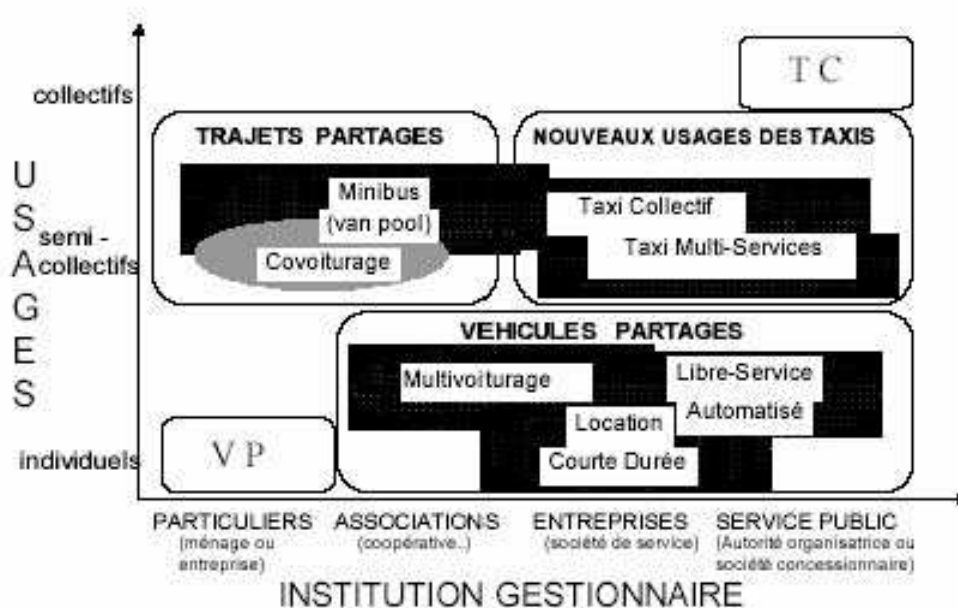 TC
collectifs
TRAJETS PARTAGES
NOUVEAUX USAGES DES TAXIS
Minibus
(van pool)
Taxi Collectif
Taxi Multi-Services
Covoiturage
USAGES
semi -
collectifs
VEHICULES PARTAGES
Multivoiturage
Libre-Service
Automatisé
Location
Courte Durée
VP
individuels
PARTICULIERS
(ménage ou
entreprise)
ASSOCIATIONS
(coopérative..)
ENTREPRISES
(société de service)
SERVICE PUBLIC
(Autorité organisatrice ou
société concessionnaire)
INSTITUTION GESTIONNAIRE